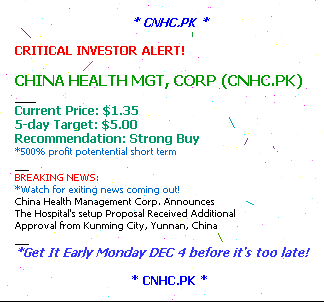 * CNHC.PK *
CRITICAL INVESTOR ALERT!
CHINA HEALTH MGT, CORP (CNHC.PK)
Current Price: $1.35
5-day Target: $5.00
Recommendation: Strong Buy
*500% profit potentential short term
BREAKING NEWS:
*Watch for exiting news coming out!
China Health Management Corp. Announces
The Hospital's setup Proposal Received Additional
Approval from Kunming City, Yunnan, China
*Get It Early Monday DEC 4 before it's too late!
* CNHC.PK *